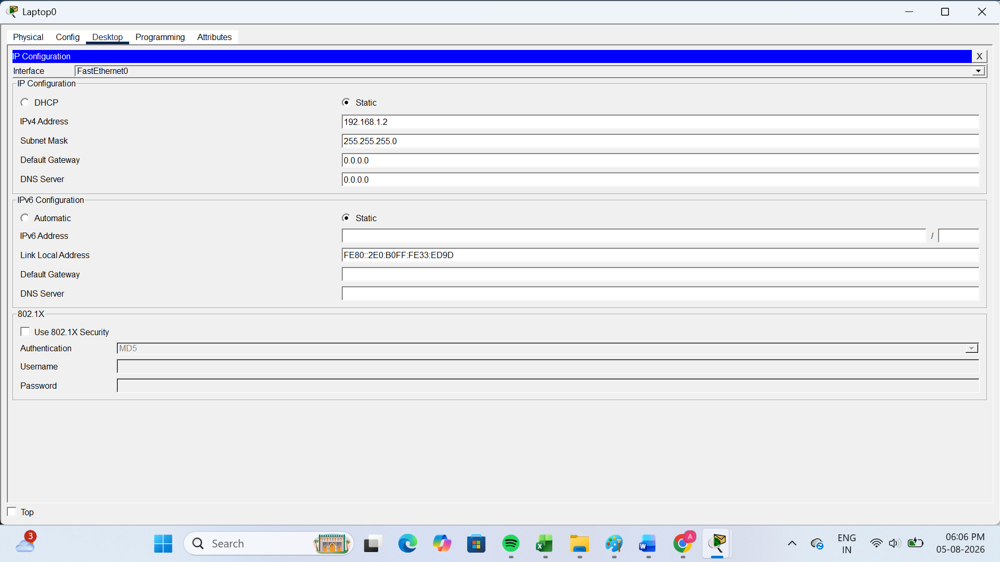 Laptop0
Physical Config Desktop Programming Attributes
IP Configuration X
Interface FastEthernet0
IP Configuration
DHCP Static
IPv4 Address 192.168.1.2
Subnet Mask 255.255.255.0
Default Gateway 0.0.0.0
DNS Server 0.0.0.0
IPv6 Configuration
Automatic Static
IPv6 Address /
Link Local Address FE80::2E0:B0FF:FE33:ED9D
Default Gateway
DNS Server
802.1X
Use 802.1X Security
Authentication MD5
Username
Password
Top
3 Search A ENG 06:06 PM
IN 05-08-2026